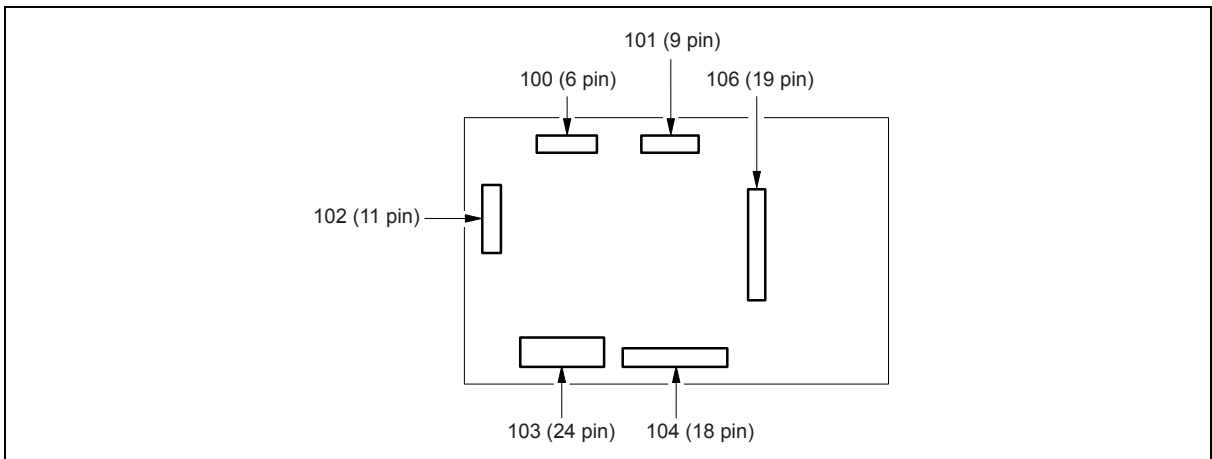 101 (9 pin)
100 (6 pin)
106 (19 pin)
102 (11 pin)
103 (24 pin)
104 (18 pin)